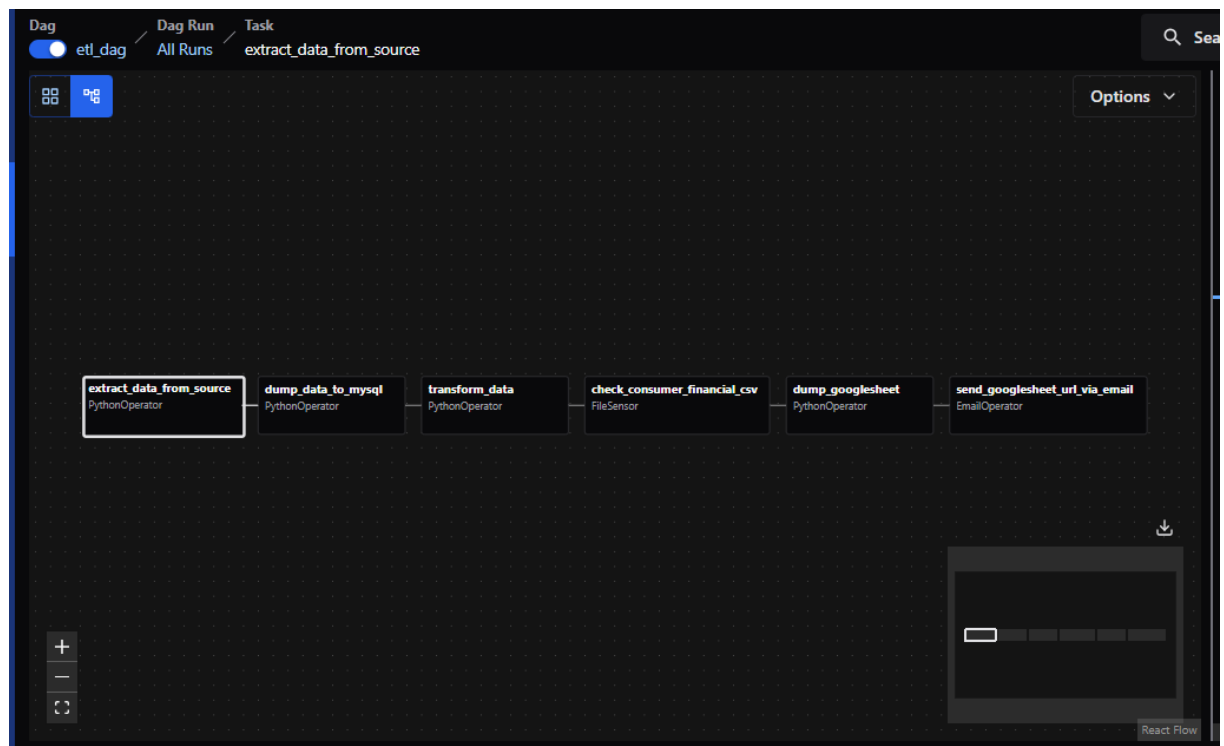 Dag
Dag Run
Task
etl_dag
All Runs
extract_data_from_source
Options
extract_data_from_source
PythonOperator
dump_data_to_mysql
PythonOperator
transform_data
PythonOperator
check_consumer_financial_csv
FileSensor
dump_googlesheet
PythonOperator
send_googlesheet_url_via_email
EmailOperator
React Flow